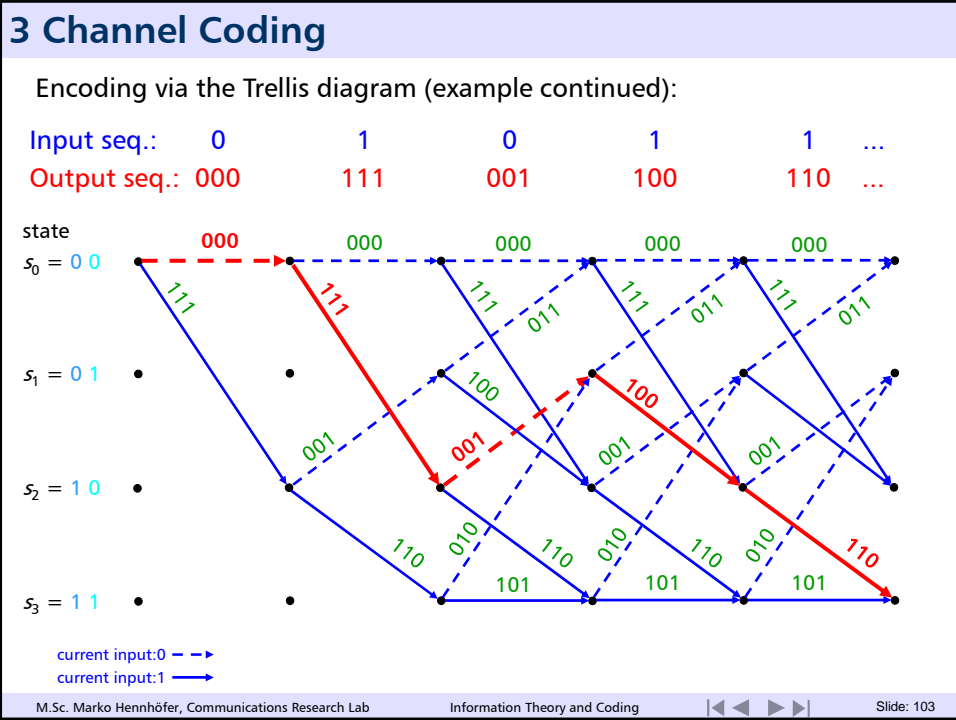 3 Channel Coding
Encoding via the Trellis diagram (example continued):
Input seq.: 0 1 0 1 1 ...
Output seq.: 000 111 001 100 110 ...
state
000 000 000 000 000
s0 = 0 0
111 111 111 111 111
011 011 011
s1 = 0 1
100 100
001 001 001 001
s2 = 1 0
110 010 110 010 110 010 110
101 101 101
s3 = 1 1
current input:0
current input:1
M.Sc. Marko Hennhöfer, Communications Research Lab Information Theory and Coding Slide: 103